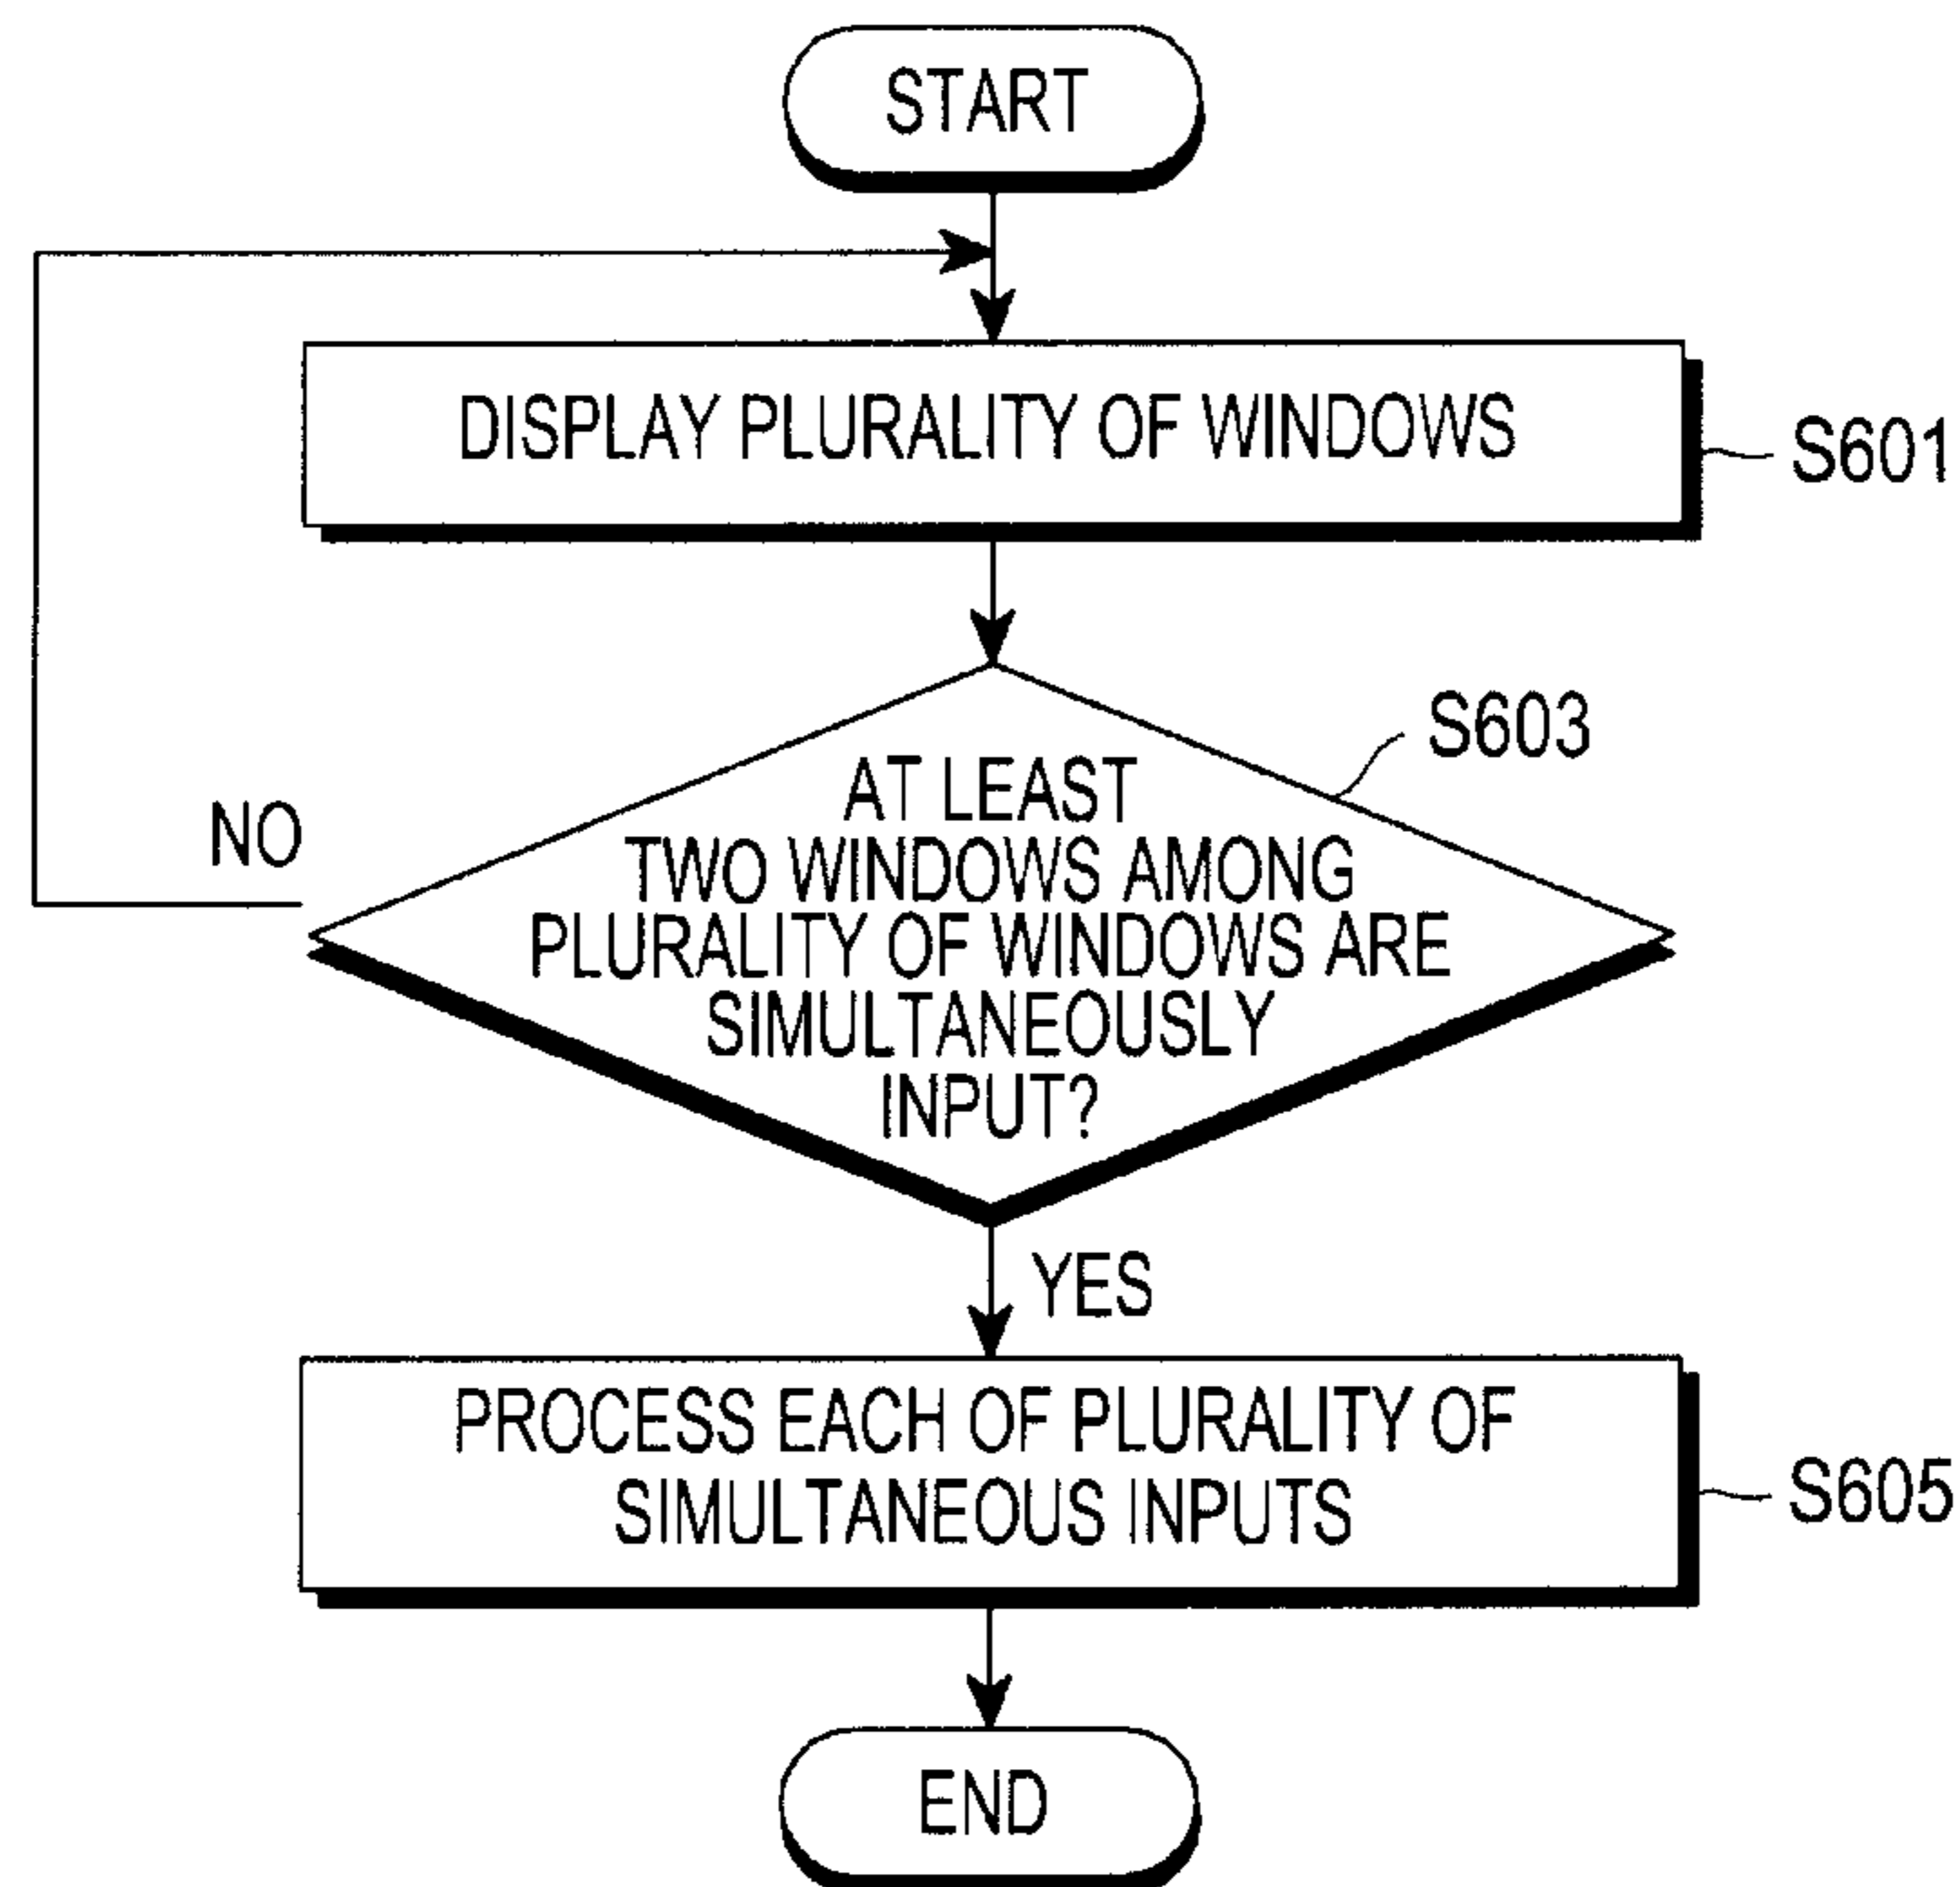 START
DISPLAY PLURALITY OF WINDOWS
S601
S603
AT LEAST
TWO WINDOWS AMONG
PLURALITY OF WINDOWS ARE
SIMULTANEOUSLY
INPUT?
NO
YES
PROCESS EACH OF PLURALITY OF
SIMULTANEOUS INPUTS
S605
END